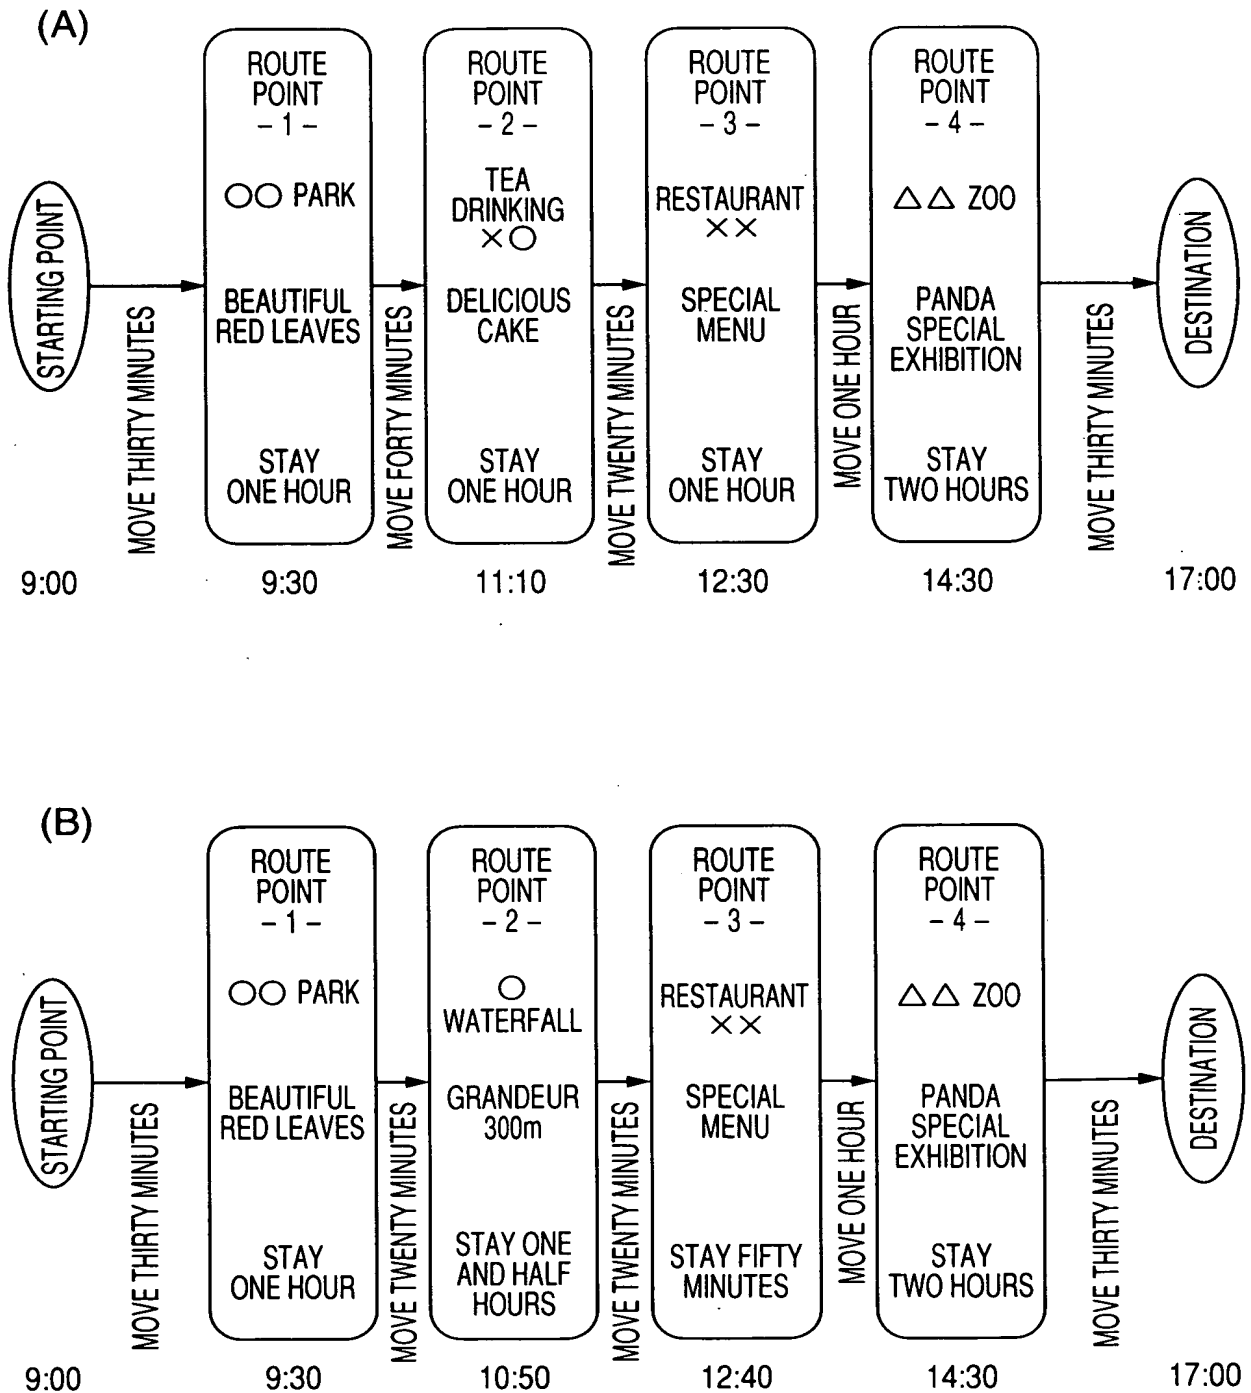 (A)
STARTING POINT
MOVE THIRTY MINUTES
ROUTE
POINT
- 1 -
○○ PARK
BEAUTIFUL
RED LEAVES
STAY
ONE HOUR
MOVE FORTY MINUTES
ROUTE
POINT
- 2 -
TEA
DRINKING
×○
DELICIOUS
CAKE
STAY
ONE HOUR
MOVE TWENTY MINUTES
ROUTE
POINT
- 3 -
RESTAURANT
××
SPECIAL
MENU
STAY
ONE HOUR
MOVE ONE HOUR
ROUTE
POINT
- 4 -
△△ ZOO
PANDA
SPECIAL
EXHIBITION
STAY
TWO HOURS
MOVE THIRTY MINUTES
DESTINATION
9:00 9:30 11:10 12:30 14:30 17:00
(B)
STARTING POINT
MOVE THIRTY MINUTES
ROUTE
POINT
- 1 -
○○ PARK
BEAUTIFUL
RED LEAVES
STAY
ONE HOUR
MOVE TWENTY MINUTES
ROUTE
POINT
- 2 -
○
WATERFALL
GRANDEUR
300m
STAY ONE
AND HALF
HOURS
MOVE TWENTY MINUTES
ROUTE
POINT
- 3 -
RESTAURANT
××
SPECIAL
MENU
STAY FIFTY
MINUTES
MOVE ONE HOUR
ROUTE
POINT
- 4 -
△△ ZOO
PANDA
SPECIAL
EXHIBITION
STAY
TWO HOURS
MOVE THIRTY MINUTES
DESTINATION
9:00 9:30 10:50 12:40 14:30 17:00